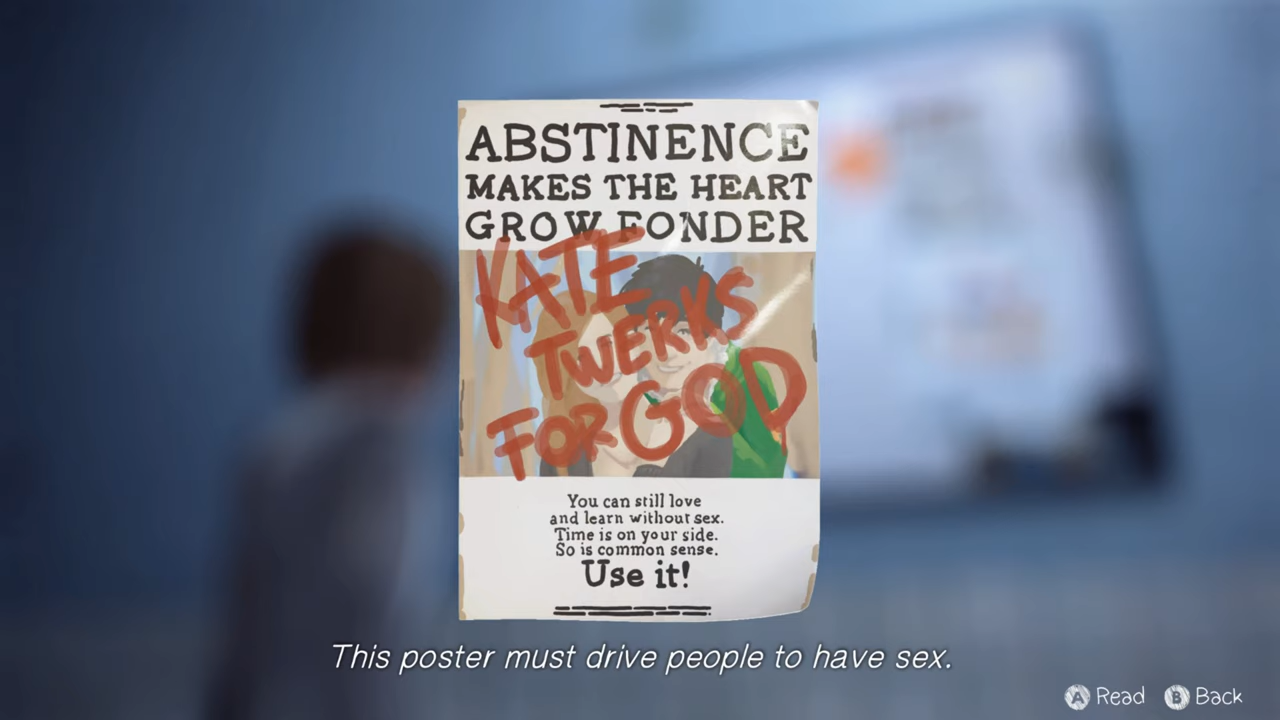 ABSTINENCE
MAKES THE HEART
GROW FONDER
KATE
TWERKS
FOR GOD
You can still love
and learn without sex.
Time is on your side.
So is common sense.
Use it!
This poster must drive people to have sex.
A Read B Back